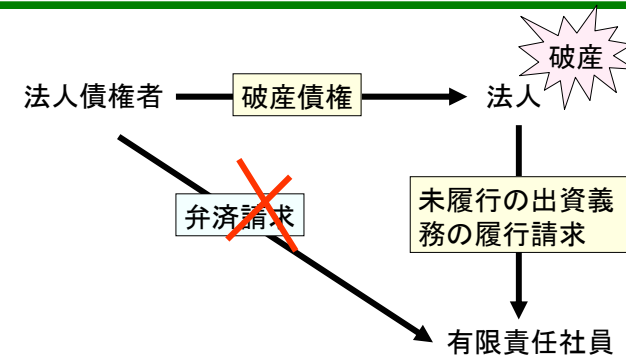 破産
法人債権者
破産債権
法人
弁済請求
未履行の出資義
務の履行請求
有限責任社員